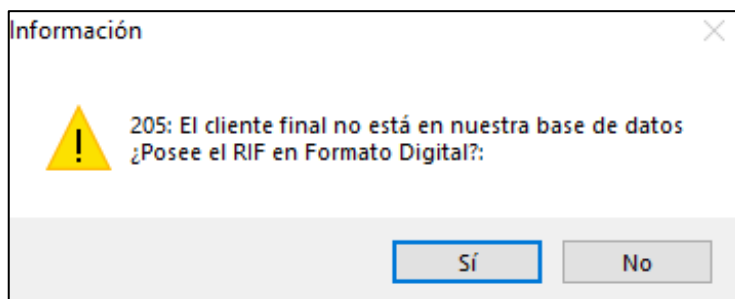 Información
205: El cliente final no está en nuestra base de datos
¿Posee el RIF en Formato Digital?:
Sí
No